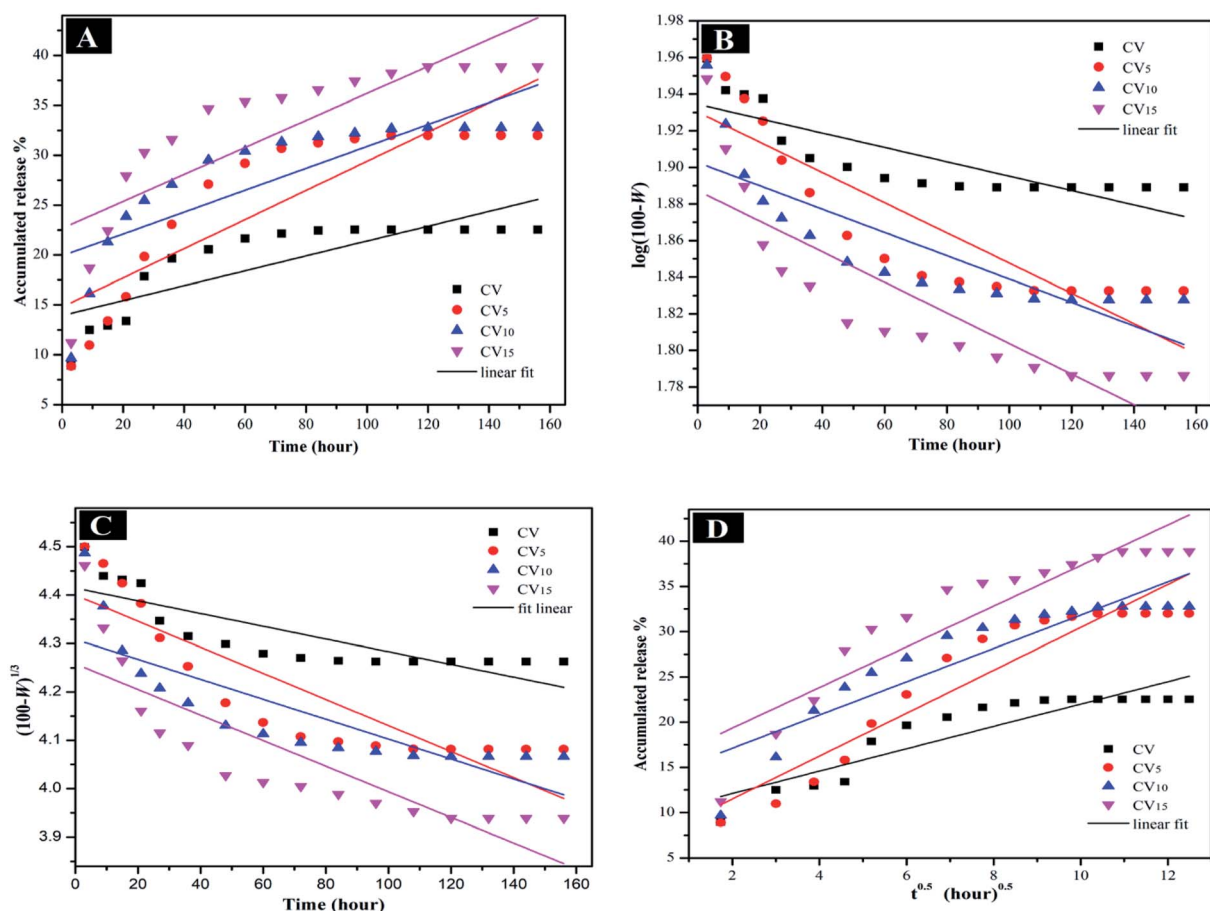 A
Accumulated release %
40
35
30
25
20
15
10
5
0 20 40 60 80 100 120 140 160
Time (hour)
CV
CV5
CV10
CV15
linear fit
B
log(100-W)
1.98
1.96
1.94
1.92
1.90
1.88
1.86
1.84
1.82
1.80
1.78
0 20 40 60 80 100 120 140 160
Time (hour)
CV
CV5
CV10
CV15
linear fit
C
(100-W)1/3
4.5
4.4
4.3
4.2
4.1
4.0
3.9
0 20 40 60 80 100 120 140 160
Time (hour)
CV
CV5
CV10
CV15
fit linear
D
Accumulated release %
40
35
30
25
20
15
10
5
2 4 6 8 10 12
t0.5 (hour)0.5
CV
CV5
CV10
CV15
linear fit